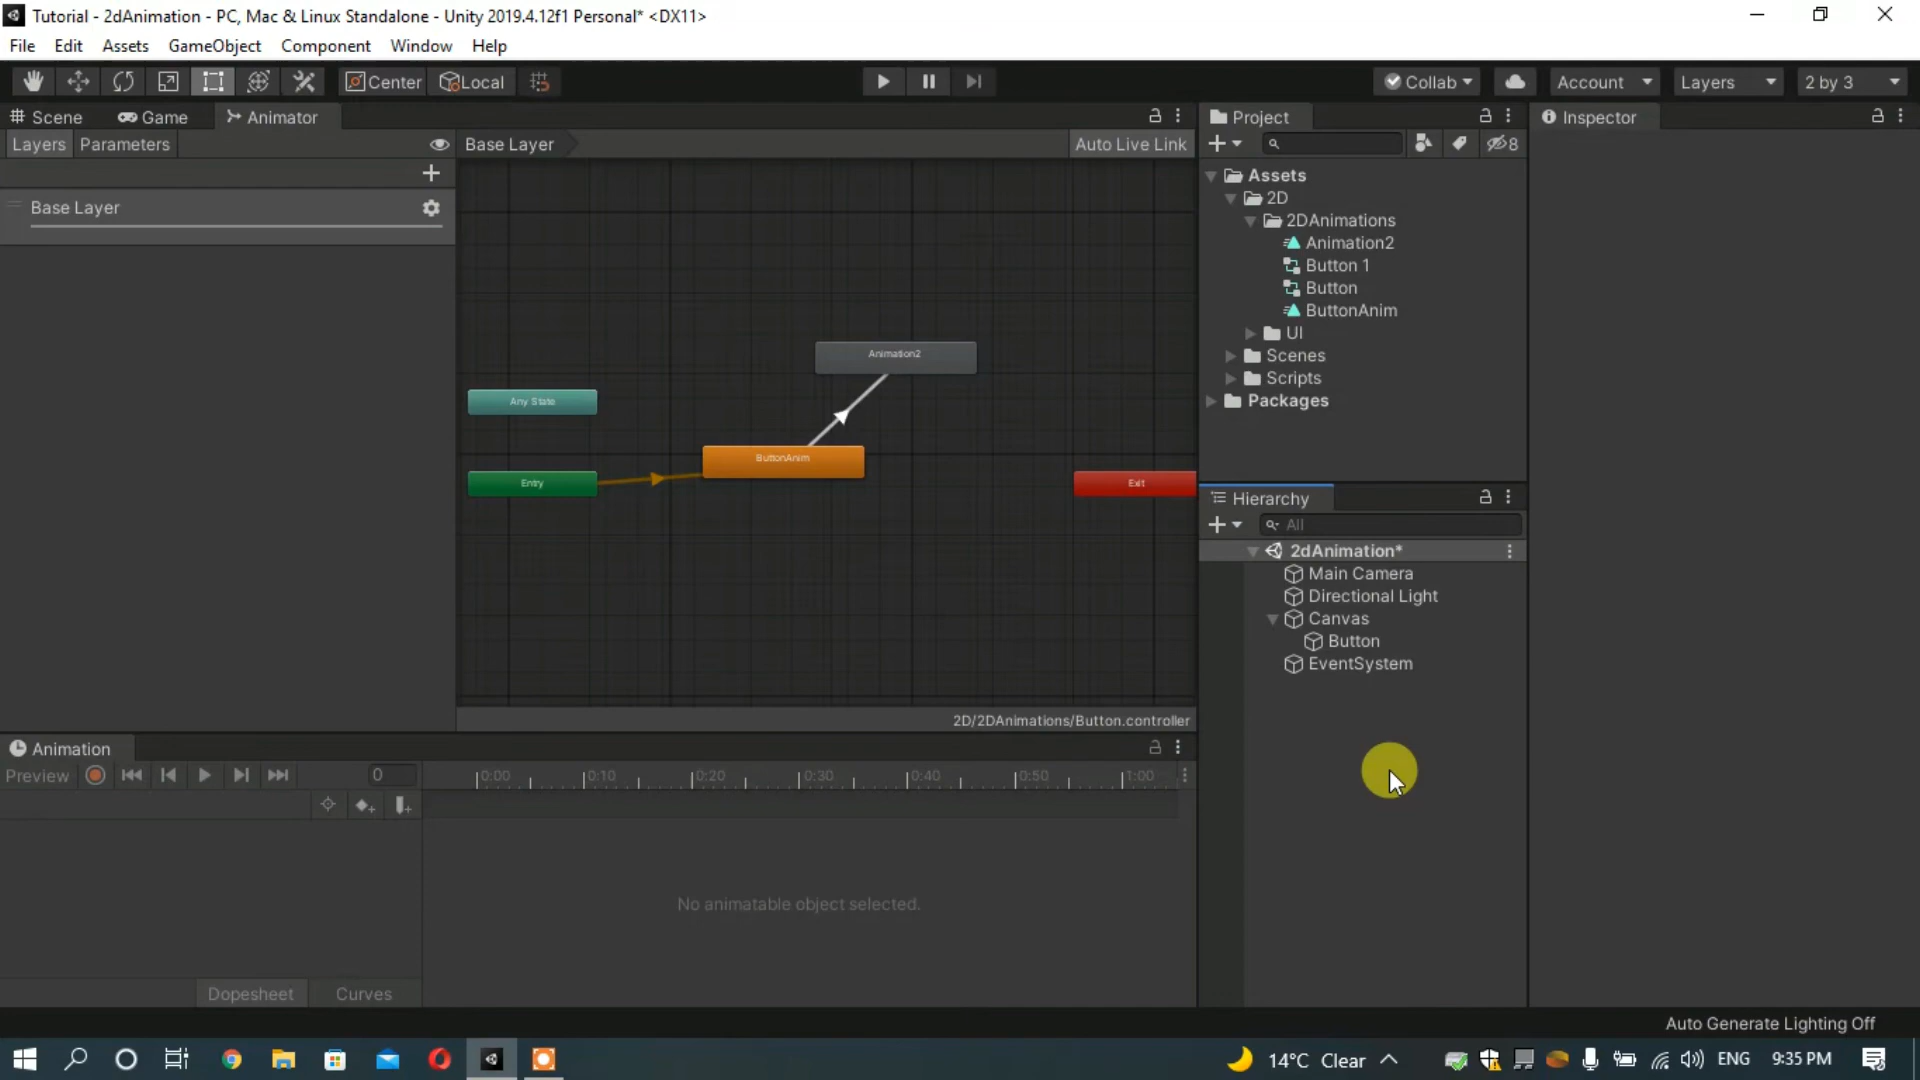 Tutorial - 2dAnimation - PC, Mac & Linux Standalone - Unity 2019.4.12f1 Personal* <DX11>
File Edit Assets GameObject Component Window Help
Center Local Collab Account Layers 2 by 3
Scene Game Animator
Layers Parameters Base Layer Auto Live Link
Base Layer
Animation2
Any State
ButtonAnim
Entry
Exit
2D/2DAnimations/Button.controller
Project
8
Assets
2D
2DAnimations
Animation2
Button 1
Button
ButtonAnim
UI
Scenes
Scripts
Packages
Hierarchy
All
2dAnimation*
Main Camera
Directional Light
Canvas
Button
EventSystem
Inspector
Animation
Preview 0 0:00 0:10 0:20 0:30 0:40 0:50 1:00
No animatable object selected.
Dopesheet Curves
Auto Generate Lighting Off
14°C Clear ENG 9:35 PM